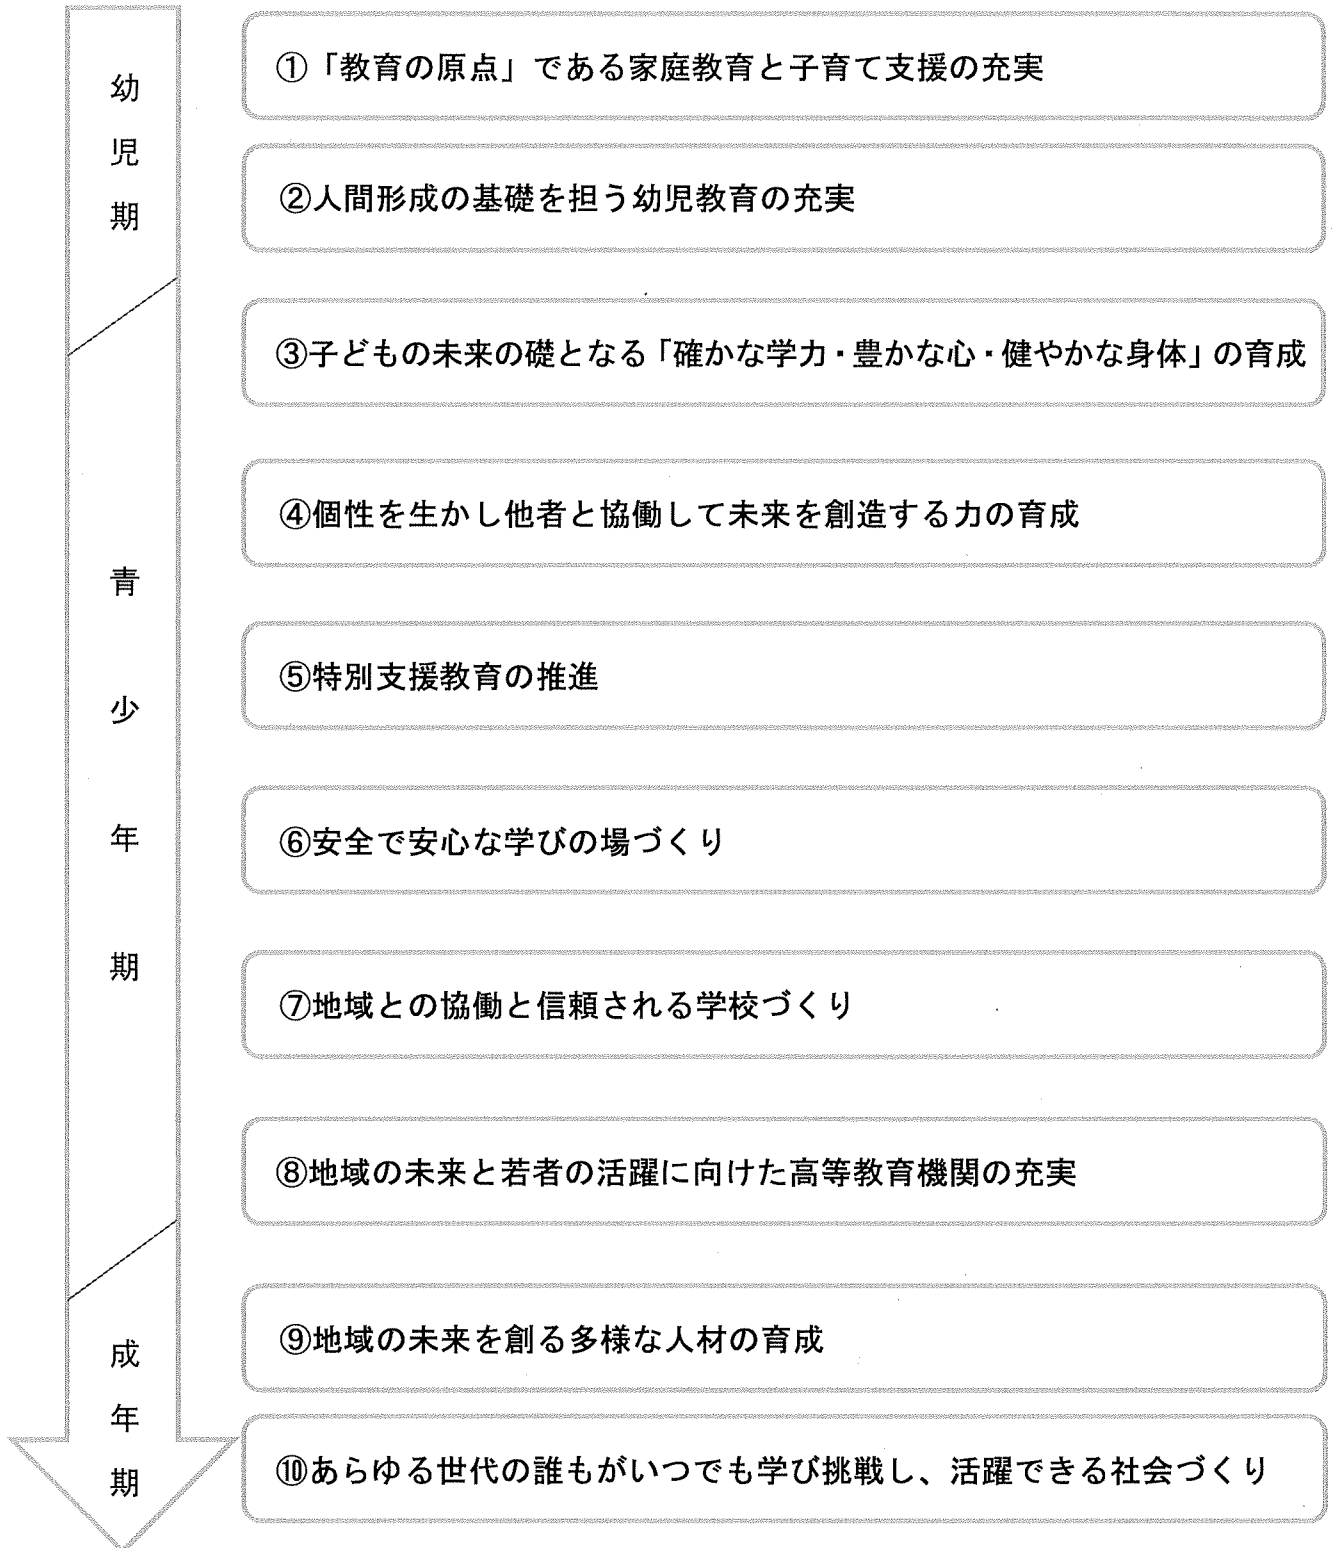 幼児期
①「教育の原点」である家庭教育と子育て支援の充実
②人間形成の基礎を担う幼児教育の充実
青少年期
③子どもの未来の礎となる「確かな学力・豊かな心・健やかな身体」の育成
④個性を生かし他者と協働して未来を創造する力の育成
⑤特別支援教育の推進
⑥安全で安心な学びの場づくり
⑦地域との協働と信頼される学校づくり
⑧地域の未来と若者の活躍に向けた高等教育機関の充実
成年期
⑨地域の未来を創る多様な人材の育成
⑩あらゆる世代の誰もがいつでも学び挑戦し、活躍できる社会づくり